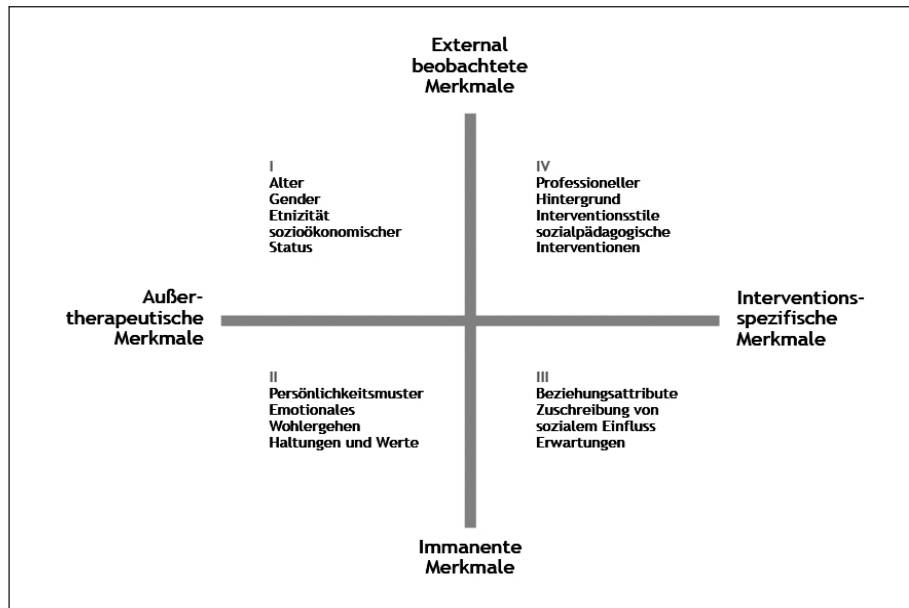 External
beobachtete
Merkmale
I
Alter
Gender
Etnizität
sozioökonomischer
Status
IV
Professioneller
Hintergrund
Interventionsstile
sozialpädagogische
Interventionen
Außer-
therapeutische
Merkmale
Interventions-
spezifische
Merkmale
II
Persönlichkeitsmuster
Emotionales
Wohlergehen
Haltungen und Werte
III
Beziehungsattribute
Zuschreibung von
sozialem Einfluss
Erwartungen
Immanente
Merkmale